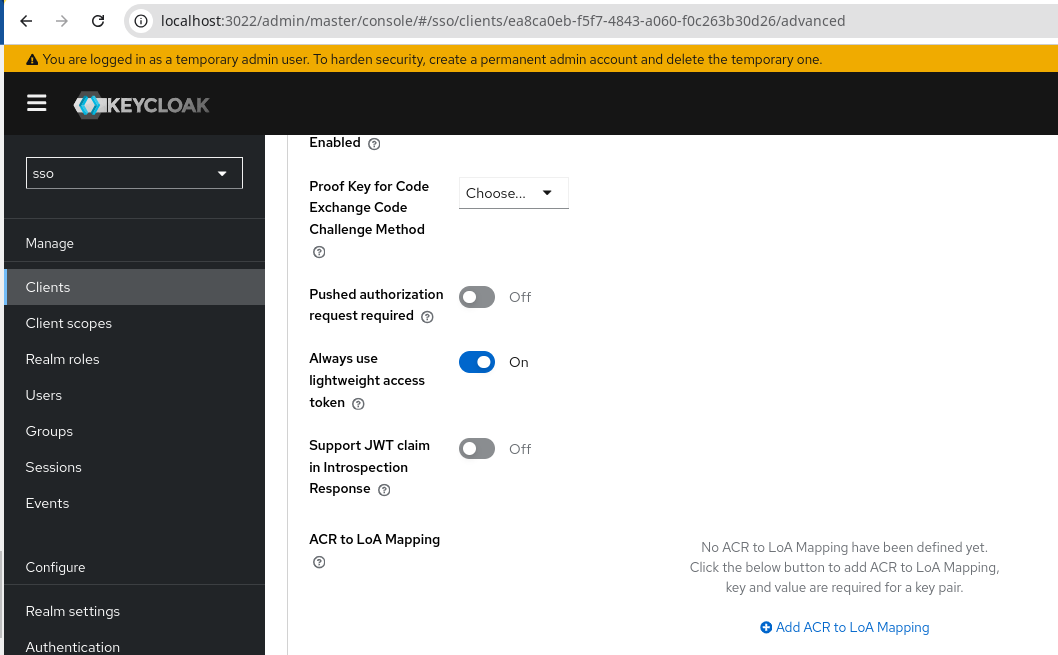 localhost:3022/admin/master/console/#/sso/clients/ea8ca0eb-f5f7-4843-a060-f0c263b30d26/advanced
You are logged in as a temporary admin user. To harden security, create a permanent admin account and delete the temporary one.
KEYCLOAK
sso
Manage
Clients
Client scopes
Realm roles
Users
Groups
Sessions
Events
Configure
Realm settings
Authentication
Enabled
Proof Key for Code
Exchange Code
Challenge Method
Choose...
Pushed authorization
request required
Off
Always use
lightweight access
token
On
Support JWT claim
in Introspection
Response
Off
ACR to LoA Mapping
No ACR to LoA Mapping have been defined yet.
Click the below button to add ACR to LoA Mapping,
key and value are required for a key pair.
Add ACR to LoA Mapping